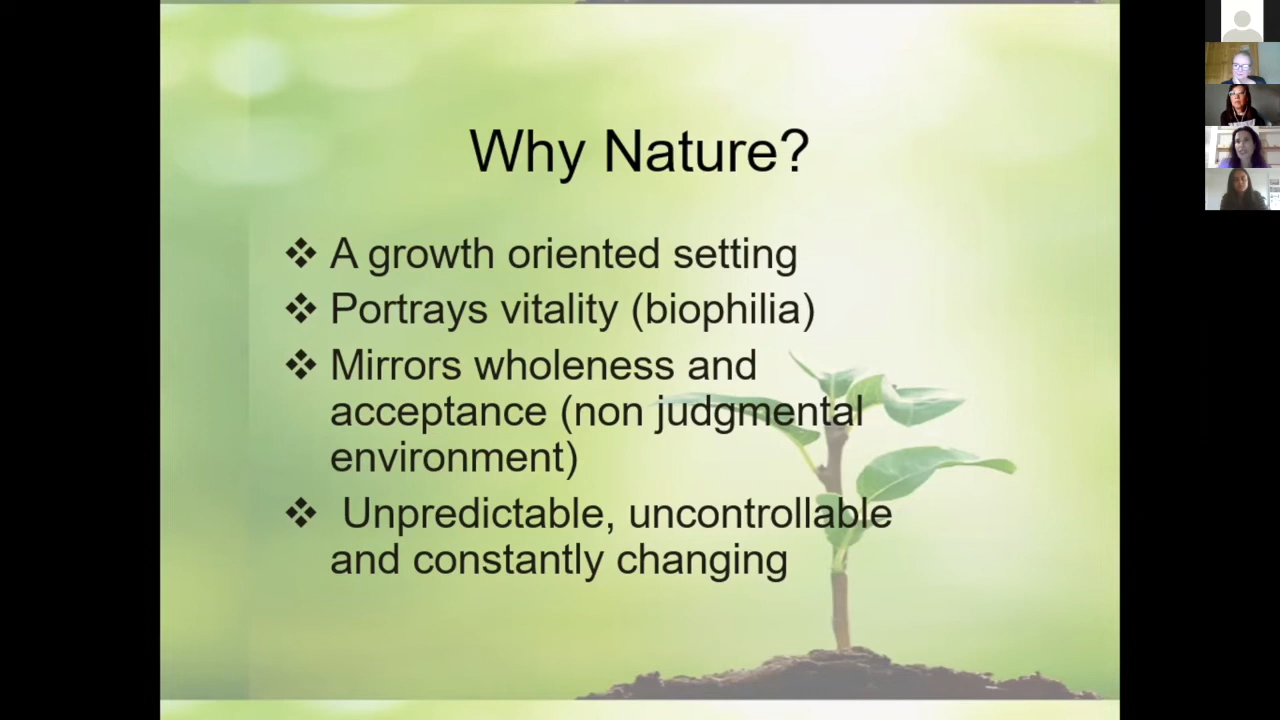 Why Nature?
❖ A growth oriented setting
❖ Portrays vitality (biophilia)
❖ Mirrors wholeness and
acceptance (non judgmental
environment)
❖ Unpredictable, uncontrollable
and constantly changing